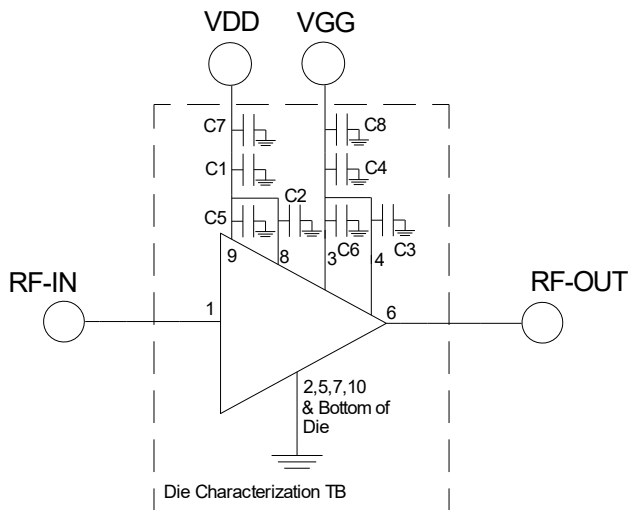 VDD VGG
C7 C8
C1 C4
C2
C5 C6 C3
9 8 3 4
RF-IN RF-OUT
1 6
2,5,7,10
& Bottom of
Die
Die Characterization TB